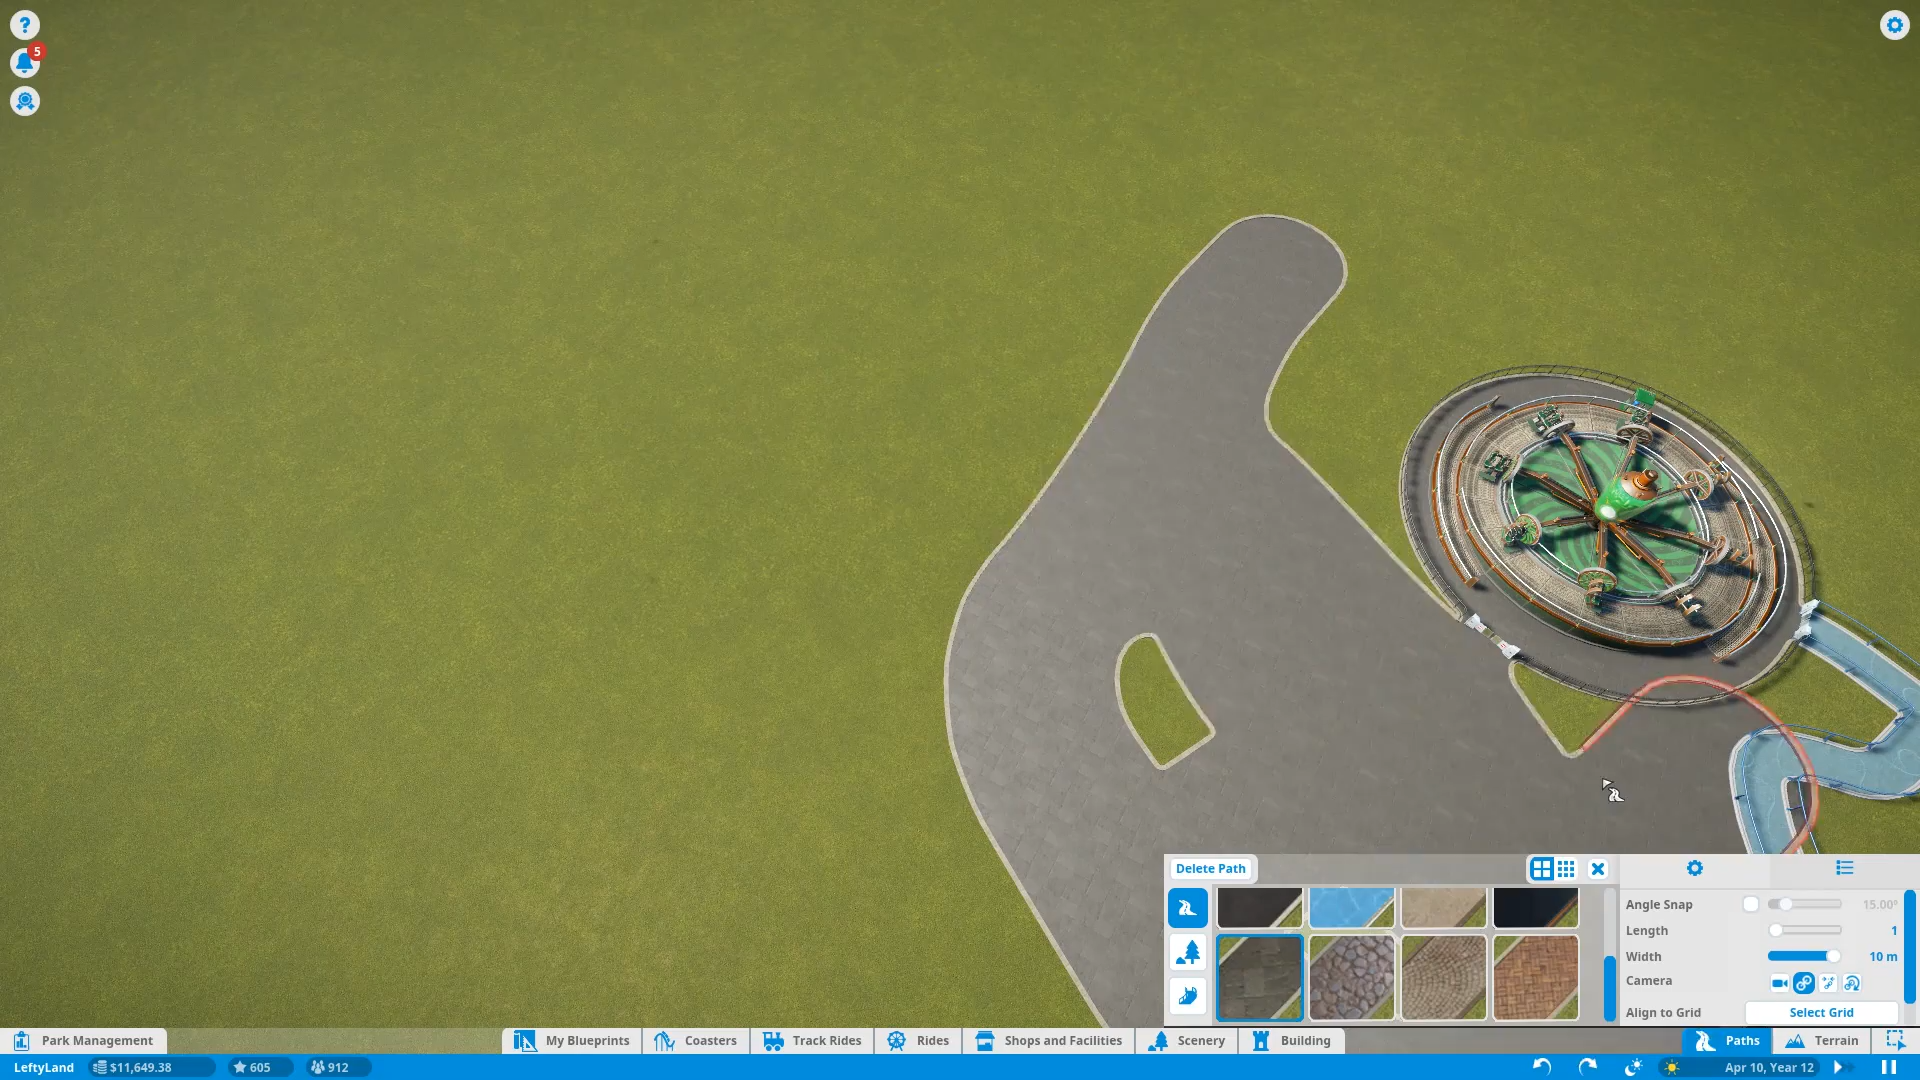 ?
5
Delete Path
Angle Snap 15.00°
Length 1
Width 10 m
Camera
Align to Grid Select Grid
Park Management My Blueprints Coasters Track Rides Rides Shops and Facilities Scenery Building Paths Terrain
LeftyLand $11,649.38 605 912 Apr 10, Year 12